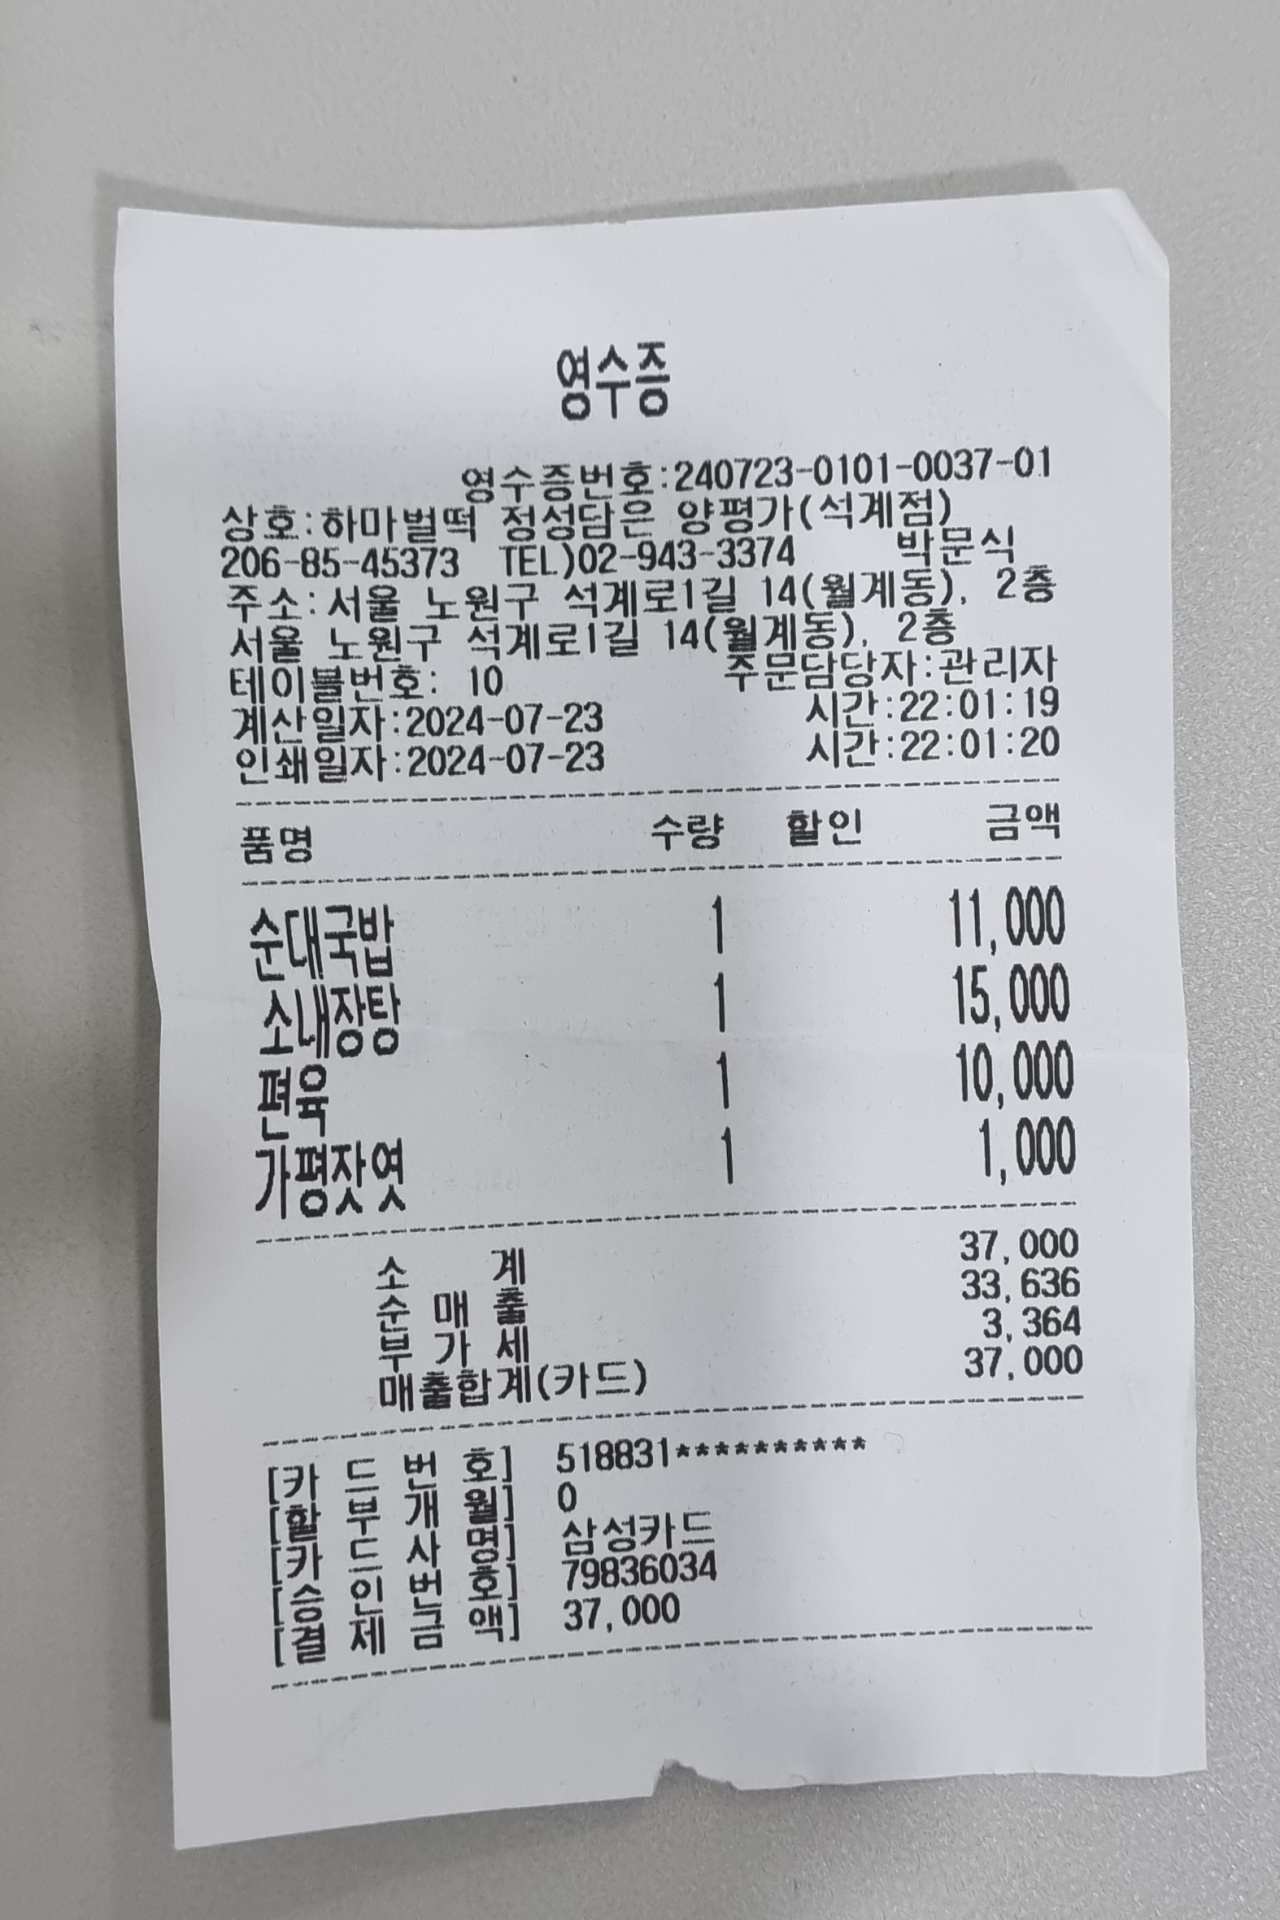 영수증
영수증번호:240723-0101-0037-01
상호:하마벌떡 정성담은 양평가(석계점)
206-85-45373 TEL)02-943-3374 박문식
주소:서울 노원구 석계로1길 14(월계동), 2층
서울 노원구 석계로1길 14(월계동), 2층
테이블번호: 10 주문담당자:관리자
계산일자:2024-07-23 시간:22:01:19
인쇄일자:2024-07-23 시간:22:01:20
품명 수량 할인 금액
순대국밥 1 11,000
소내장탕 1 15,000
편육 1 10,000
가평잣엿 1 1,000
소 계 37,000
순 매 출 33,636
부 가 세 3,364
매출합계(카드) 37,000
[카 드 번 호] 518831**********
[할 부 개 월] 0
[카 드 사 명] 삼성카드
[승 인 번 호] 79836034
[결 제 금 액] 37,000